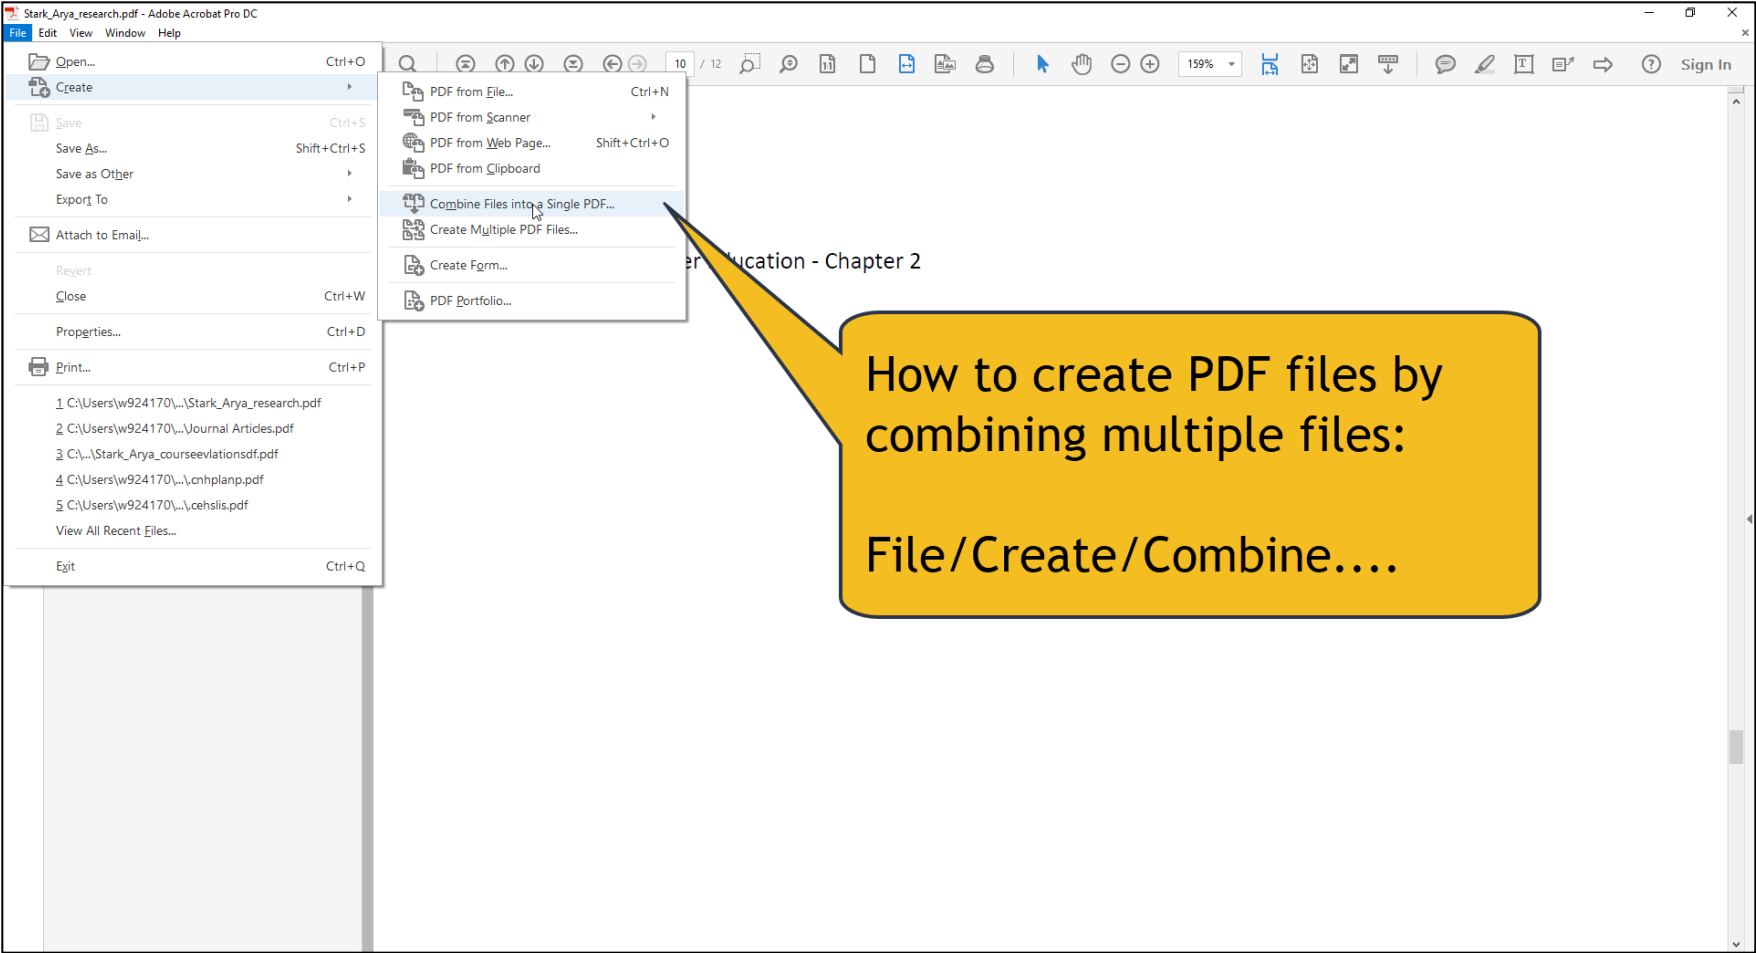 Stark_Arya_research.pdf - Adobe Acrobat Pro DC
File Edit View Window Help
Open... Ctrl+O
Create
Save Ctrl+S
Save As... Shift+Ctrl+S
Save as Other
Export To
Attach to Email...
Revert
Close Ctrl+W
Properties... Ctrl+D
Print... Ctrl+P
1 C:\Users\w924170\...\Stark_Arya_research.pdf
2 C:\Users\w924170\...\Journal Articles.pdf
3 C:\...\Stark_Arya_courseevlationsdf.pdf
4 C:\Users\w924170\...\.cnhplanp.pdf
5 C:\Users\w924170\...\.cehslis.pdf
View All Recent Files...
Exit Ctrl+Q
10 / 12 159% Sign In
PDF from File... Ctrl+N
PDF from Scanner
PDF from Web Page... Shift+Ctrl+O
PDF from Clipboard
Combine Files into a Single PDF...
Create Multiple PDF Files...
Create Form...
PDF Portfolio...
ucation - Chapter 2
How to create PDF files by
combining multiple files:
File/Create/Combine....